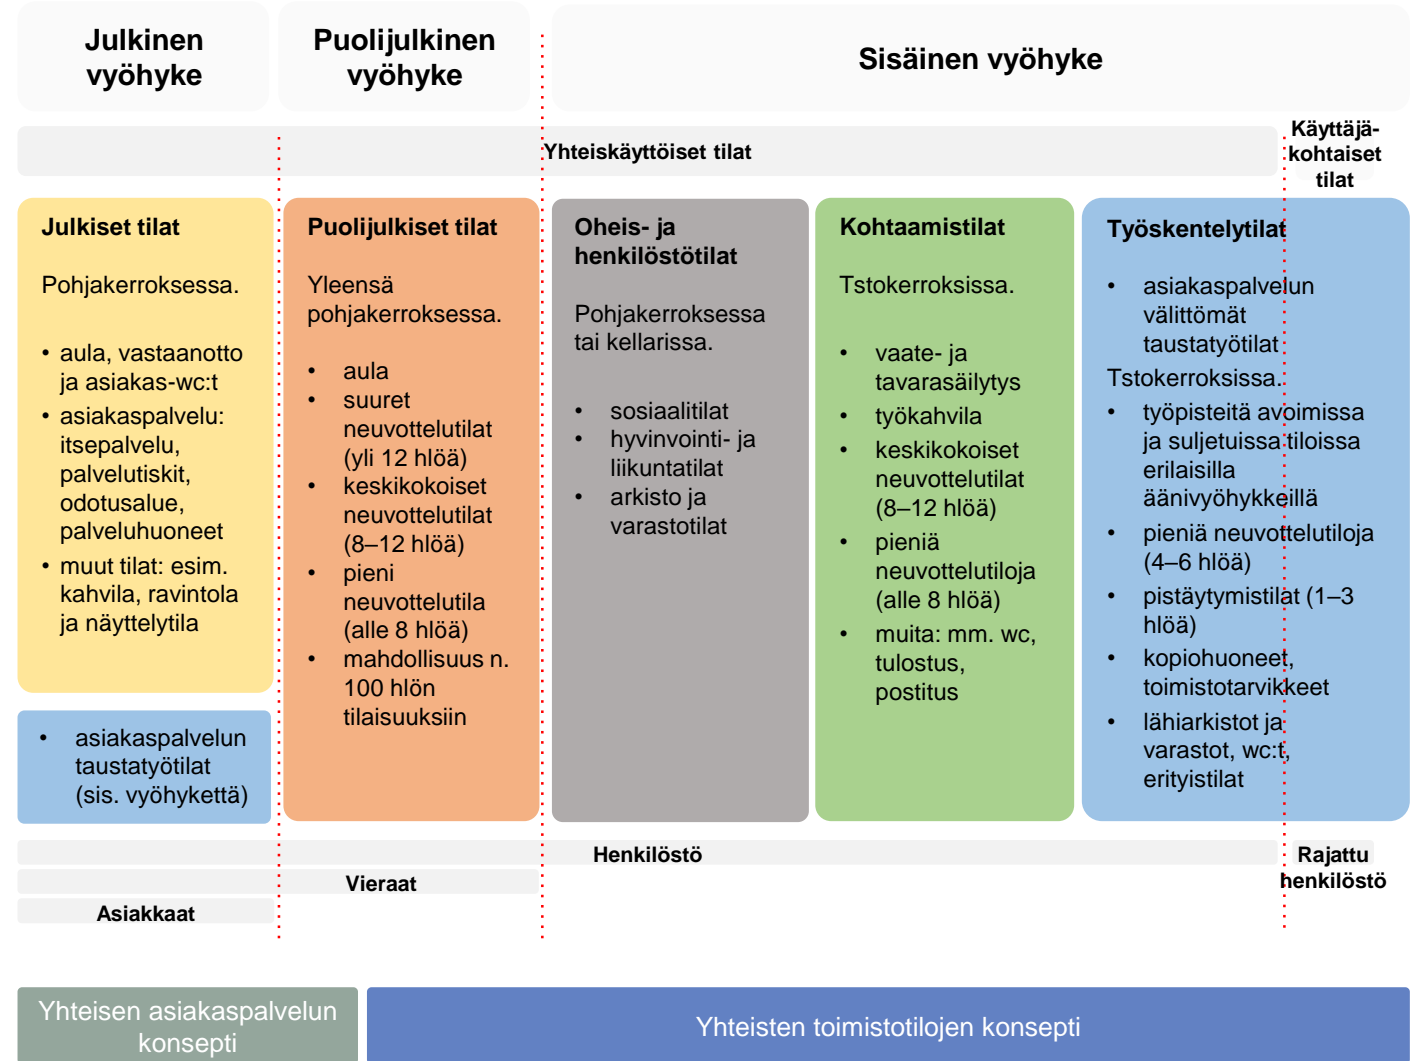 Julkinen
vyöhyke
Puolijulkinen
vyöhyke
Sisäinen vyöhyke
Yhteiskäyttöiset tilat
Käyttäjä-
kohtaiset
tilat
Julkiset tilat
Pohjakerroksessa.
• aula, vastaanotto
ja asiakas-wc:t
• asiakaspalvelu:
itsepalvelu,
palvelutiskit,
odotusalue,
palveluhuoneet
• muut tilat: esim.
kahvila, ravintola
ja näyttelytila
• asiakaspalvelun
taustatyötilat
(sis. vyöhykettä)
Puolijulkiset tilat
Yleensä
pohjakerroksessa.
• aula
• suuret
neuvottelutilat
(yli 12 hlöä)
• keskikokoiset
neuvottelutilat
(8–12 hlöä)
• pieni
neuvottelutila
(alle 8 hlöä)
• mahdollisuus n.
100 hlön
tilaisuuksiin
Oheis- ja
henkilöstötilat
Pohjakerroksessa
tai kellarissa.
• sosiaalitilat
• hyvinvointi- ja
liikuntatilat
• arkisto ja
varastotilat
Kohtaamistilat
Tstokerroksissa.
• vaate- ja
tavarasäilytys
• työkahvila
• keskikokoiset
neuvottelutilat
(8–12 hlöä)
• pieniä
neuvottelutiloja
(alle 8 hlöä)
• muita: mm. wc,
tulostus,
postitus
Työskentelytilat
• asiakaspalvelun
välittömät
taustatyötilat
Tstokerroksissa.
• työpisteitä avoimissa
ja suljetuissa tiloissa
erilaisilla
äänivyöhykkeillä
• pieniä neuvottelutiloja
(4–6 hlöä)
• pistäytymistilat (1–3
hlöä)
• kopiohuoneet,
toimistotarvikkeet
• lähiarkistot ja
varastot, wc:t,
erityistilat
Henkilöstö
Rajattu
henkilöstö
Vieraat
Asiakkaat
Yhteisen asiakaspalvelun
konsepti
Yhteisten toimistotilojen konsepti